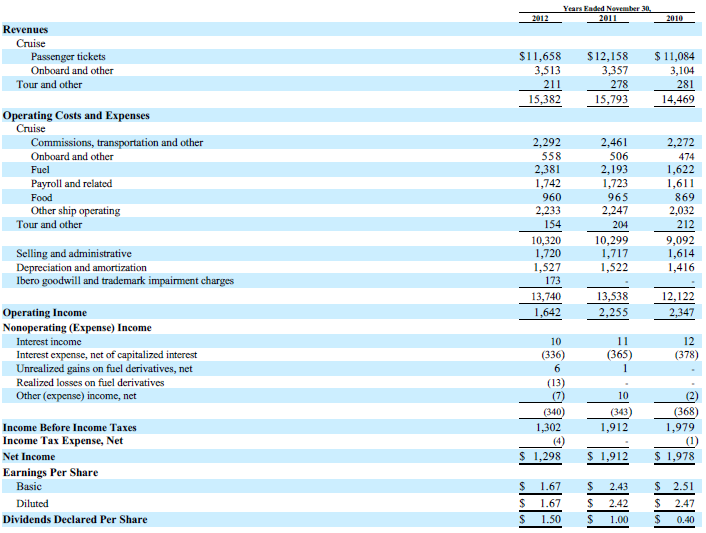 Years Ended November 30,
2012 2011 2010
Revenues
Cruise
Passenger tickets $11,658 $12,158 $ 11,084
Onboard and other 3,513 3,357 3,104
Tour and other 211 278 281
15,382 15,793 14,469
Operating Costs and Expenses
Cruise
Commissions, transportation and other 2,292 2,461 2,272
Onboard and other 558 506 474
Fuel 2,381 2,193 1,622
Payroll and related 1,742 1,723 1,611
Food 960 965 869
Other ship operating 2,233 2,247 2,032
Tour and other 154 204 212
10,320 10,299 9,092
Selling and administrative 1,720 1,717 1,614
Depreciation and amortization 1,527 1,522 1,416
Ibero goodwill and trademark impairment charges 173 - -
13,740 13,538 12,122
Operating Income 1,642 2,255 2,347
Nonoperating (Expense) Income
Interest income 10 11 12
Interest expense, net of capitalized interest (336) (365) (378)
Unrealized gains on fuel derivatives, net 6 1 -
Realized losses on fuel derivatives (13) - -
Other (expense) income, net (7) 10 (2)
(340) (343) (368)
Income Before Income Taxes 1,302 1,912 1,979
Income Tax Expense, Net (4) - (1)
Net Income $ 1,298 $ 1,912 $ 1,978
Earnings Per Share
Basic $ 1.67 $ 2.43 $ 2.51
Diluted $ 1.67 $ 2.42 $ 2.47
Dividends Declared Per Share $ 1.50 $ 1.00 $ 0.40